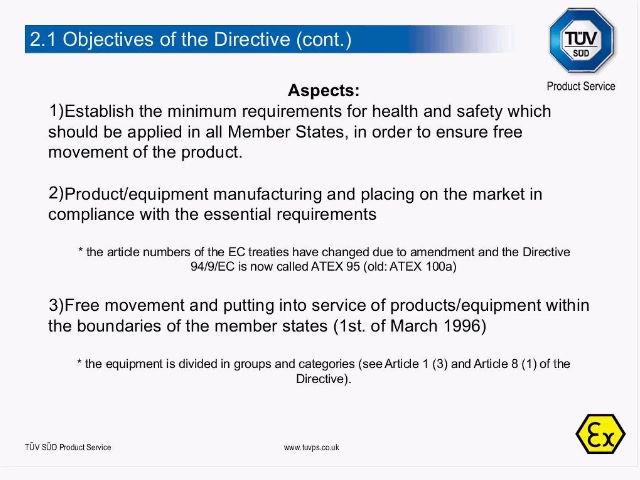 2.1 Objectives of the Directive (cont.)
TÜV
SÜD
Product Service
Aspects:
1)Establish the minimum requirements for health and safety which
should be applied in all Member States, in order to ensure free
movement of the product.
2)Product/equipment manufacturing and placing on the market in
compliance with the essential requirements
* the article numbers of the EC treaties have changed due to amendment and the Directive
94/9/EC is now called ATEX 95 (old: ATEX 100a)
3)Free movement and putting into service of products/equipment within
the boundaries of the member states (1st. of March 1996)
* the equipment is divided in groups and categories (see Article 1 (3) and Article 8 (1) of the
Directive).
TÜV SÜD Product Service
www.tuvps.co.uk
Ex